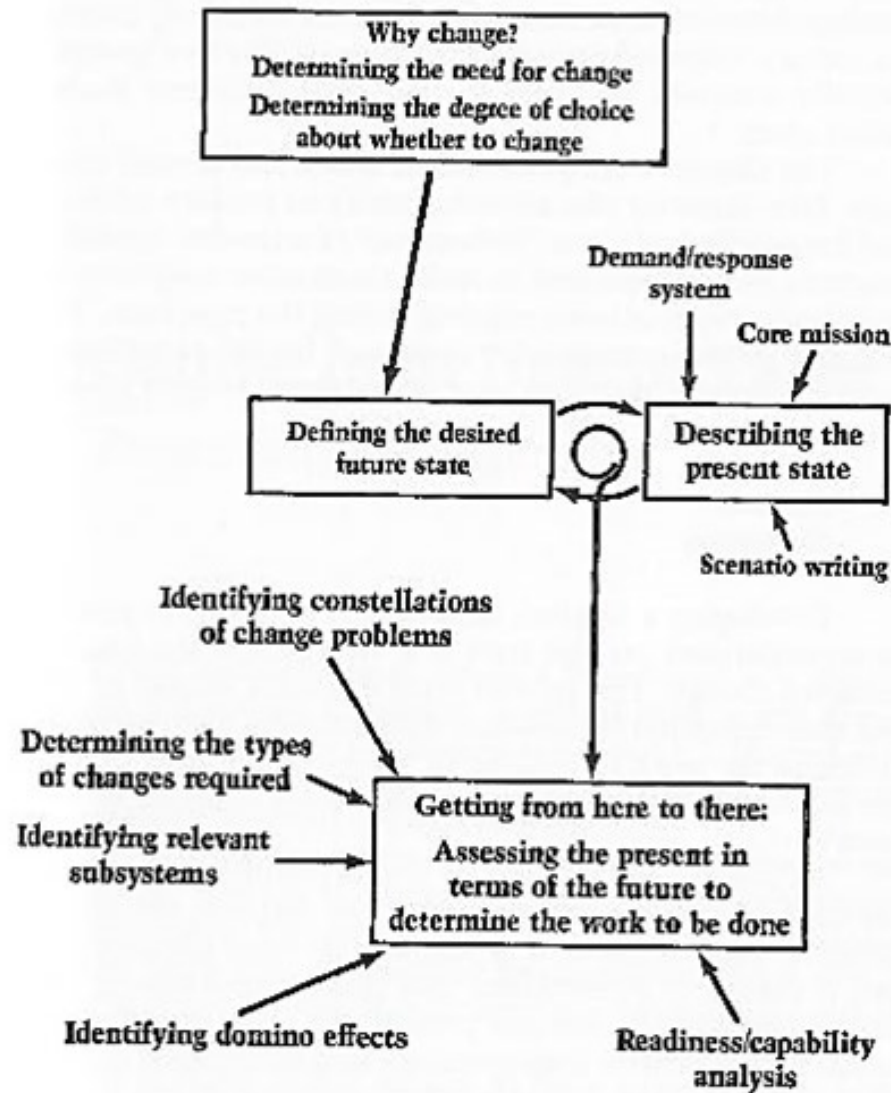 Why change?
Determining the need for change
Determining the degree of choice
about whether to change
Demand/response
system
Core mission
Defining the desired
future state
Describing the
present state
Scenario writing
Identifying constellations
of change problems
Determining the types
of changes required
Identifying relevant
subsystems
Getting from here to there:
Assessing the present in
terms of the future to
determine the work to be done
Identifying domino effects
Readiness/capability
analysis